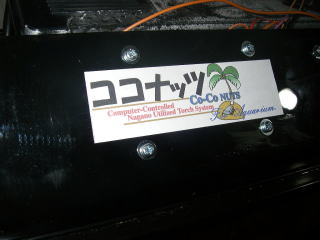 ココナッツ
Co-Co NUTS
Computer-Controlled
Nagano Utilized Torch System
Aquarium